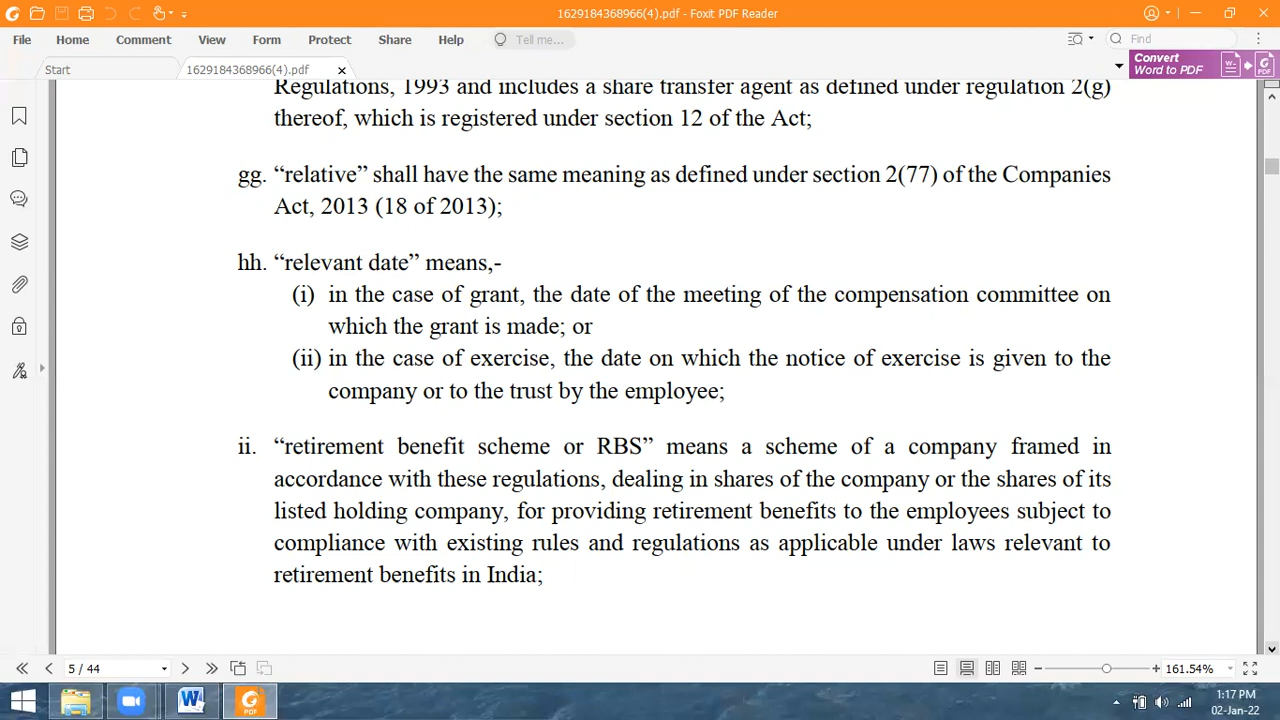 1629184368966(4).pdf - Foxit PDF Reader
File Home Comment View Form Protect Share Help Tell me... Find
Start 1629184368966(4).pdf Convert
Word to PDF
Regulations, 1993 and includes a share transfer agent as defined under regulation 2(g)
thereof, which is registered under section 12 of the Act;
gg. “relative” shall have the same meaning as defined under section 2(77) of the Companies
Act, 2013 (18 of 2013);
hh. “relevant date” means,-
(i) in the case of grant, the date of the meeting of the compensation committee on
which the grant is made; or
(ii) in the case of exercise, the date on which the notice of exercise is given to the
company or to the trust by the employee;
ii. “retirement benefit scheme or RBS” means a scheme of a company framed in
accordance with these regulations, dealing in shares of the company or the shares of its
listed holding company, for providing retirement benefits to the employees subject to
compliance with existing rules and regulations as applicable under laws relevant to
retirement benefits in India;
5 / 44 161.54%
1:17 PM
02-Jan-22